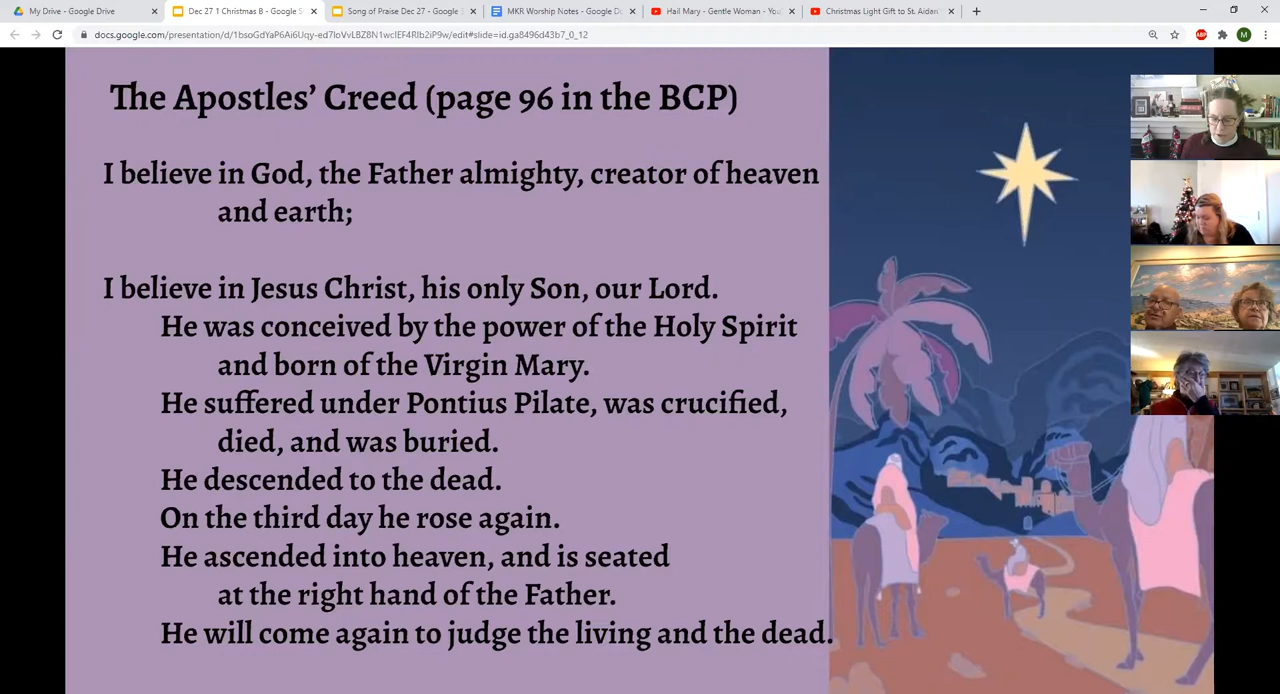 My Drive - Google Drive
Dec 27 1 Christmas B - Google S
Song of Praise Dec 27 - Google S
MKR Worship Notes - Google D
Hail Mary - Gentle Woman - You
Christmas Light Gift to St. Aidan
docs.google.com/presentation/d/1bsoGdYaP6Ai6Uqy-ed7IoVvLBZ8N1wcIEF4RIb2iP9w/edit#slide=id.ga8496d43b7_0_12
ABP
M
The Apostles’ Creed (page 96 in the BCP)
I believe in God, the Father almighty, creator of heaven
and earth;
I believe in Jesus Christ, his only Son, our Lord.
He was conceived by the power of the Holy Spirit
and born of the Virgin Mary.
He suffered under Pontius Pilate, was crucified,
died, and was buried.
He descended to the dead.
On the third day he rose again.
He ascended into heaven, and is seated
at the right hand of the Father.
He will come again to judge the living and the dead.